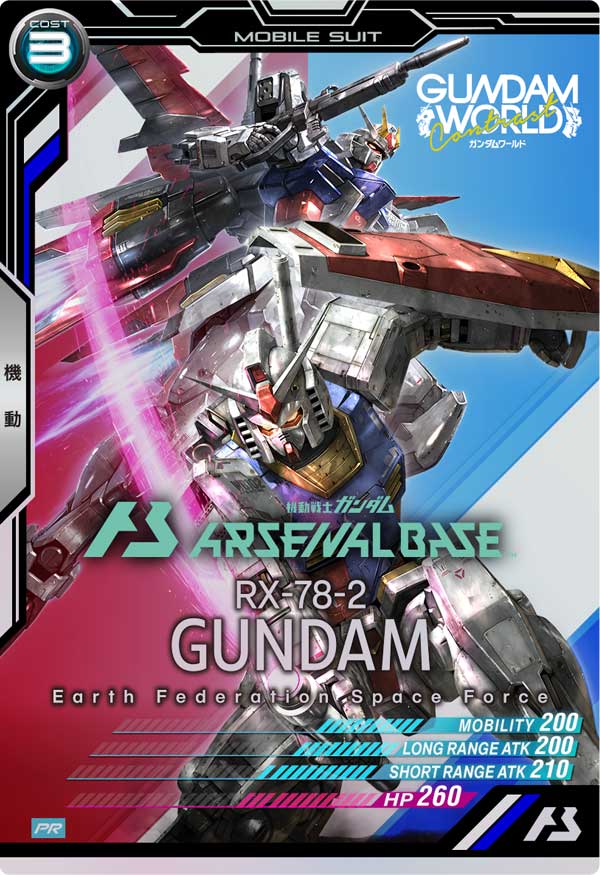 COST
3
MOBILE SUIT
GUNDAM
WORLD
Contrast
ガンダムワールド
機動
機動戦士ガンダム
ARSENAL BASE
RX-78-2
GUNDAM
Earth Federation Space Force
MOBILITY 200
LONG RANGE ATK 200
SHORT RANGE ATK 210
HP 260
PR